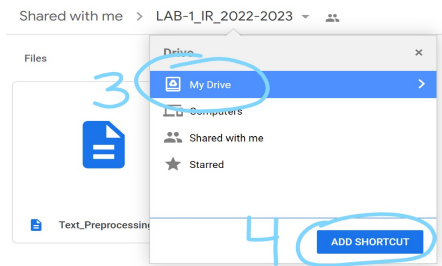 Shared with me > LAB-1_IR_2022-2023
Files
Drive ×
3
My Drive
Computers
Shared with me
Starred
Text_Preprocessing
4
ADD SHORTCUT